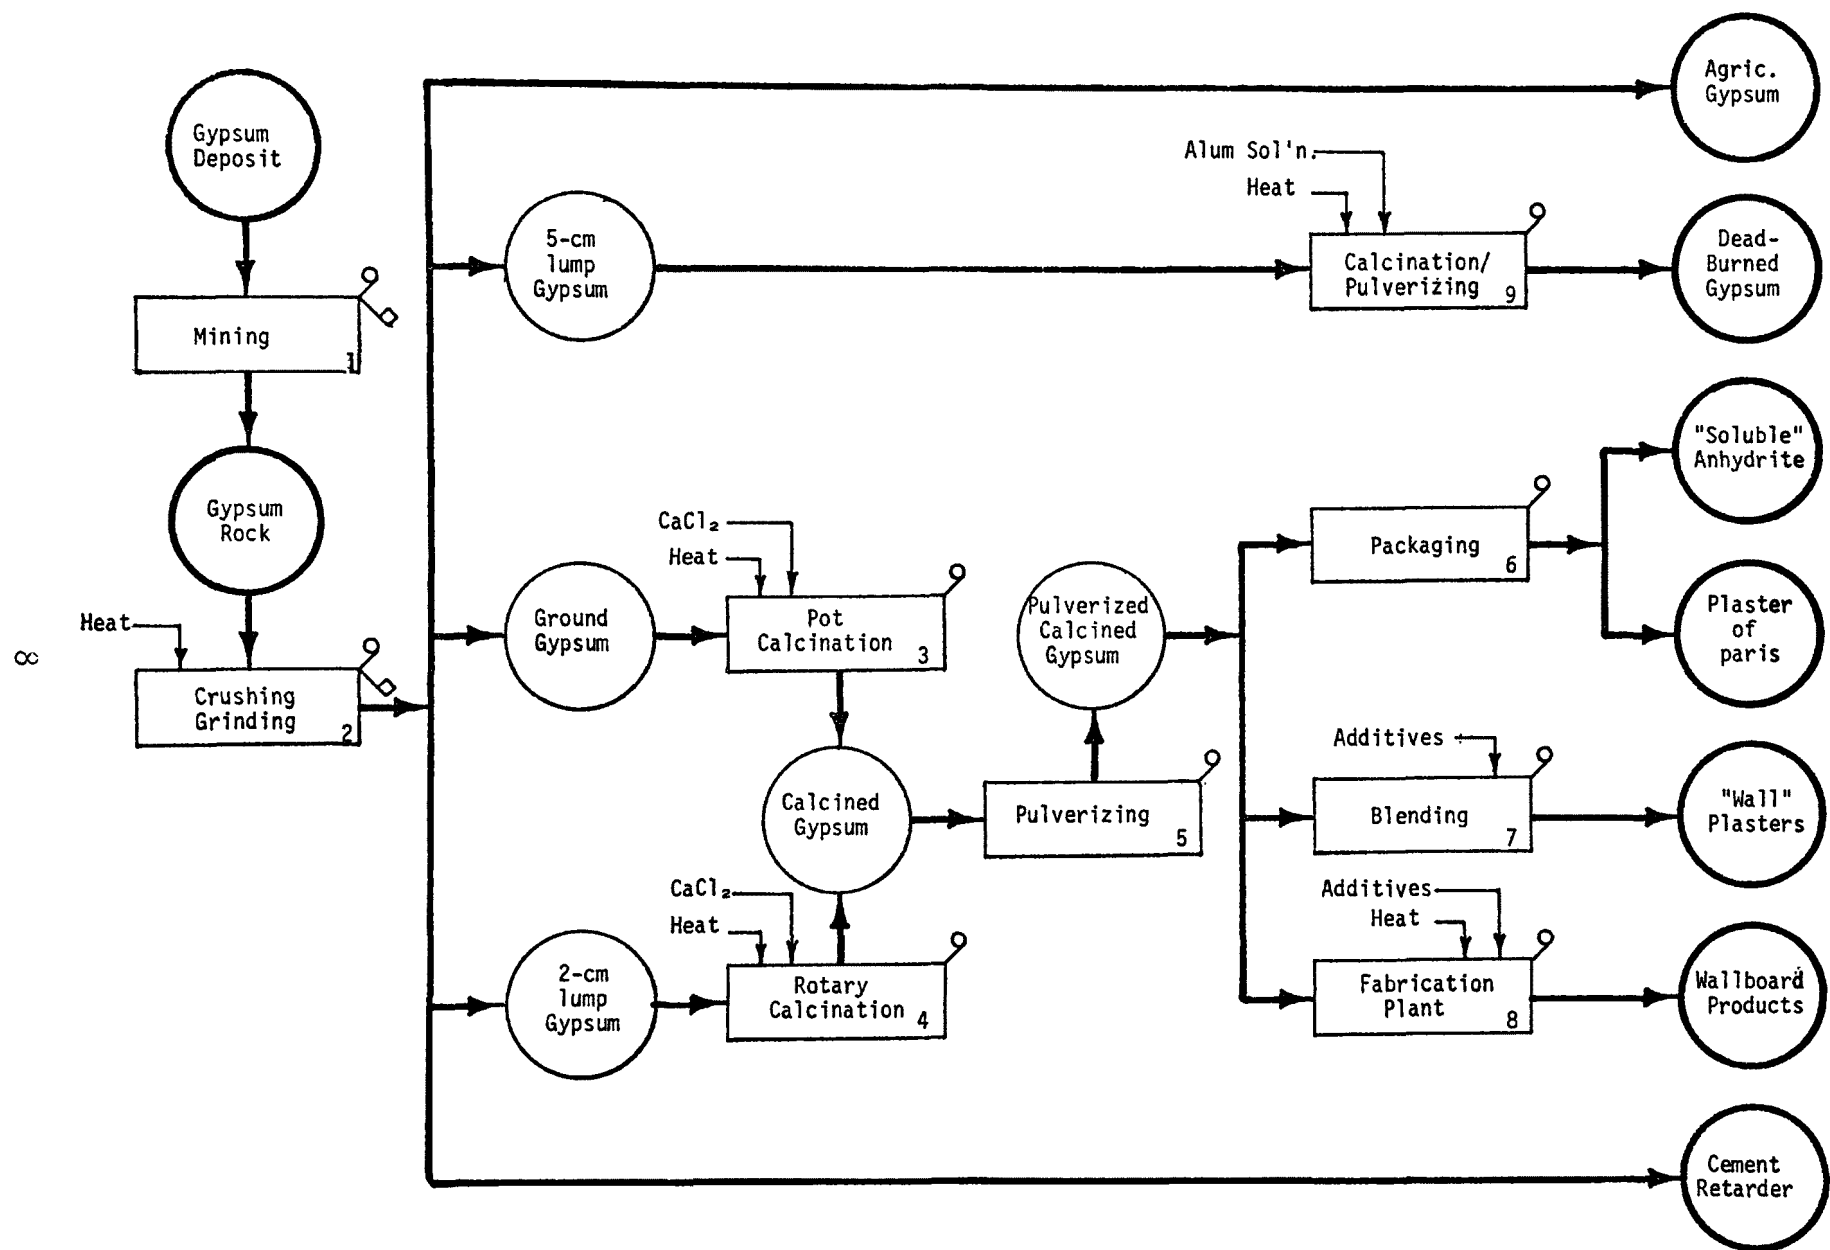 Gypsum
Deposit
Mining
1
Gypsum
Rock
Heat
Crushing
Grinding
2
∞
5-cm
lump
Gypsum
Ground
Gypsum
2-cm
lump
Gypsum
CaCl₂
Heat
Pot
Calcination
3
Calcined
Gypsum
CaCl₂
Heat
Rotary
Calcination
4
Pulverizing
5
Pulverized
Calcined
Gypsum
Alum Sol'n.
Heat
Calcination/
Pulverizing
9
Packaging
6
Additives
Blending
7
Additives
Heat
Fabrication
Plant
8
Agric.
Gypsum
Dead-
Burned
Gypsum
"Soluble"
Anhydrite
Plaster
of
paris
"Wall"
Plasters
Wallboard
Products
Cement
Retarder